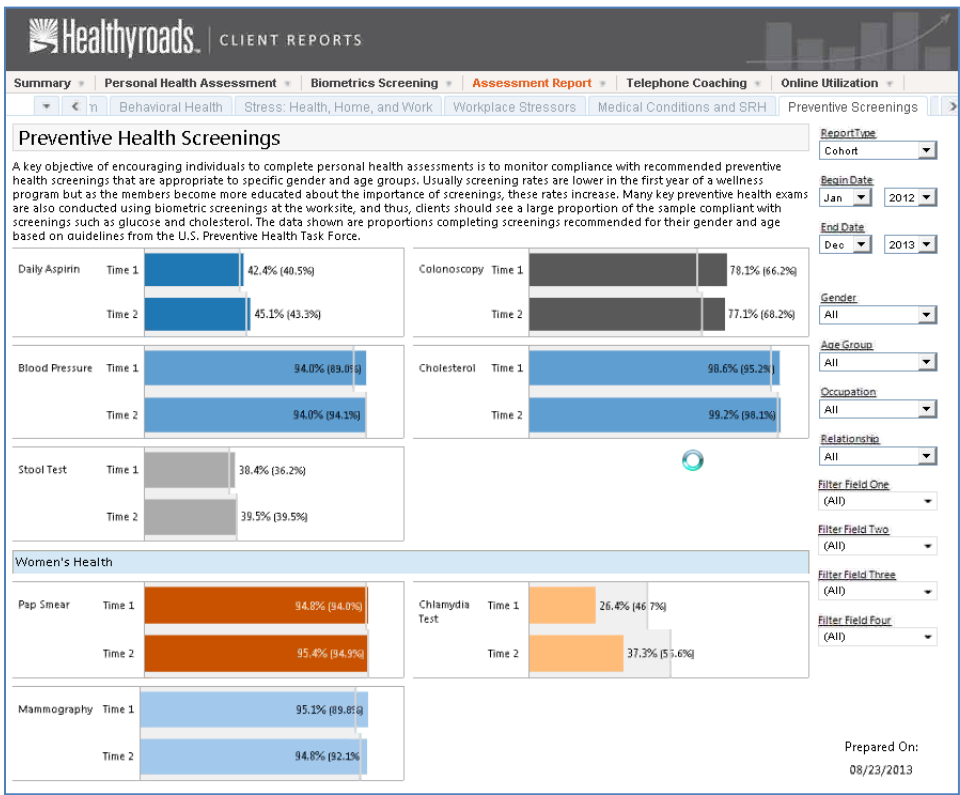 Healthyroads. | CLIENT REPORTS
Summary Personal Health Assessment Biometrics Screening Assessment Report Telephone Coaching Online Utilization
n Behavioral Health Stress: Health, Home, and Work Workplace Stressors Medical Conditions and SRH Preventive Screenings
Preventive Health Screenings
A key objective of encouraging individuals to complete personal health assessments is to monitor compliance with recommended preventive
health screenings that are appropriate to specific gender and age groups. Usually screening rates are lower in the first year of a wellness
program but as the members become more educated about the importance of screenings, these rates increase. Many key preventive health exams
are also conducted using biometric screenings at the worksite, and thus, clients should see a large proportion of the sample compliant with
screenings such as glucose and cholesterol. The data shown are proportions completing screenings recommended for their gender and age
based on guidelines from the U.S. Preventive Health Task Force.
Daily Aspirin Time 1 42.4% (40.5%)
Time 2 45.1% (43.3%)
Colonoscopy Time 1 78.1% (66.2%)
Time 2 77.1% (68.2%)
Blood Pressure Time 1 94.0% (89.0%)
Time 2 94.0% (94.1%)
Cholesterol Time 1 98.6% (95.2%)
Time 2 99.2% (98.1%)
Stool Test Time 1 38.4% (36.2%)
Time 2 39.5% (39.5%)
Women's Health
Pap Smear Time 1 94.8% (94.0%)
Time 2 95.4% (94.9%)
Chlamydia Time 1 26.4% (46.7%)
Test
Time 2 37.3% (55.6%)
Mammography Time 1 95.1% (89.8%)
Time 2 94.8% (92.1%
ReportType
Cohort
Begin Date
Jan 2012
End Date
Dec 2013
Gender
All
Age Group
All
Occupation
All
Relationship
All
Filter Field One
(All)
Filter Field Two
(All)
Filter Field Three
(All)
Filter Field Four
(All)
Prepared On:
08/23/2013